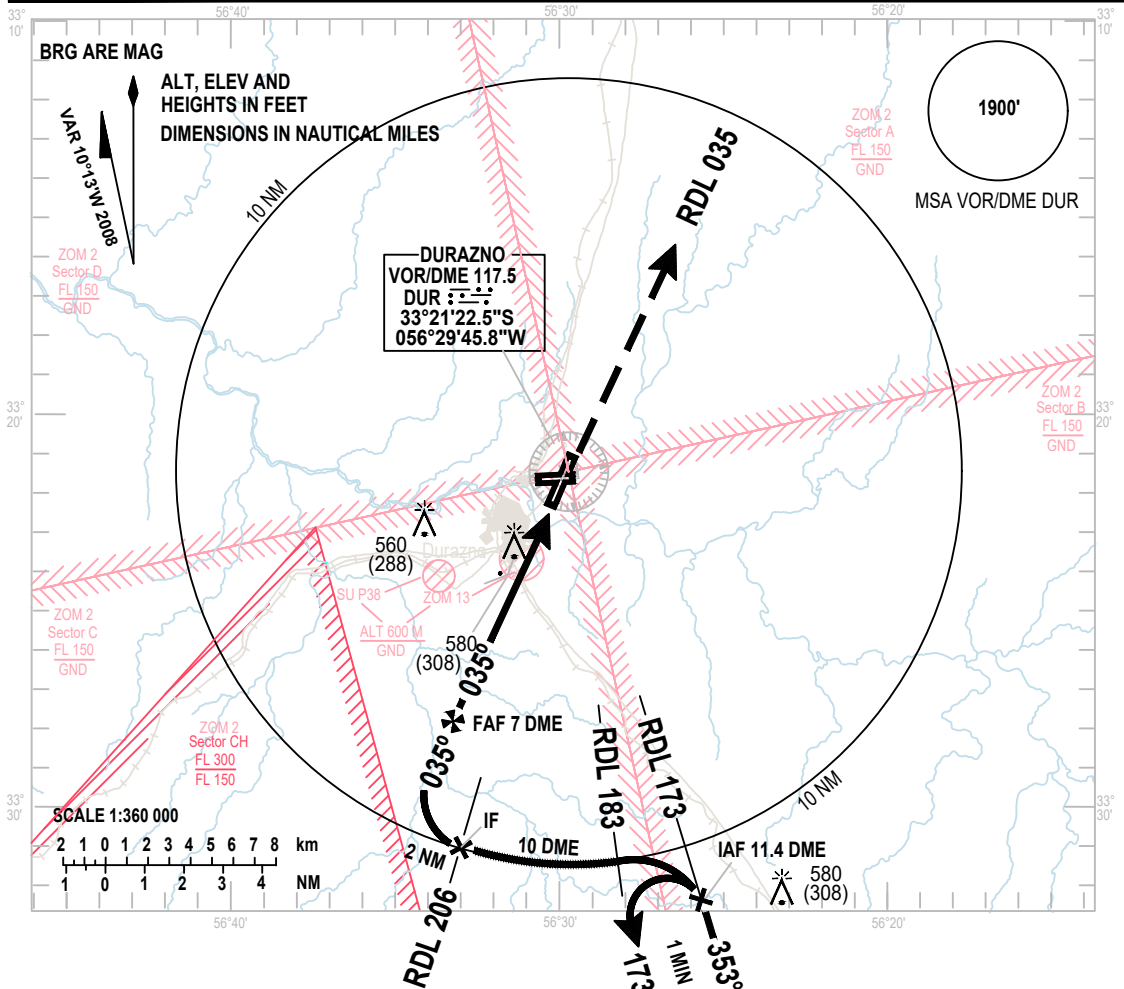 56°40'
56°30'
56°20'
33°
10'
33°
10'
BRG ARE MAG
ALT, ELEV AND
HEIGHTS IN FEET
DIMENSIONS IN NAUTICAL MILES
VAR 10°13'W 2008
10 NM
RDL 035
ZOM 2
Sector A
FL 150
GND
1900'
MSA VOR/DME DUR
ZOM 2
Sector D
FL 150
GND
DURAZNO
VOR/DME 117.5
DUR
33°21'22.5"S
056°29'45.8"W
33°
20'
33°
20'
ZOM 2
Sector B
FL 150
GND
560
(288)
Durazno
SU P38
ZOM 13
ALT 600 M
GND
580
(308)
ZOM 2
Sector C
FL 150
GND
035°
FAF 7 DME
035°
ZOM 2
Sector CH
FL 300
FL 150
RDL 183
RDL 173
10 NM
33°
30'
33°
30'
SCALE 1:360 000
2 1 0 1 2 3 4 5 6 7 8 km
1 0 1 2 3 4 NM
IF
2 NM
10 DME
IAF 11.4 DME
580
(308)
RDL 206
173
1 MIN
353°
56°40'
56°30'
56°20'